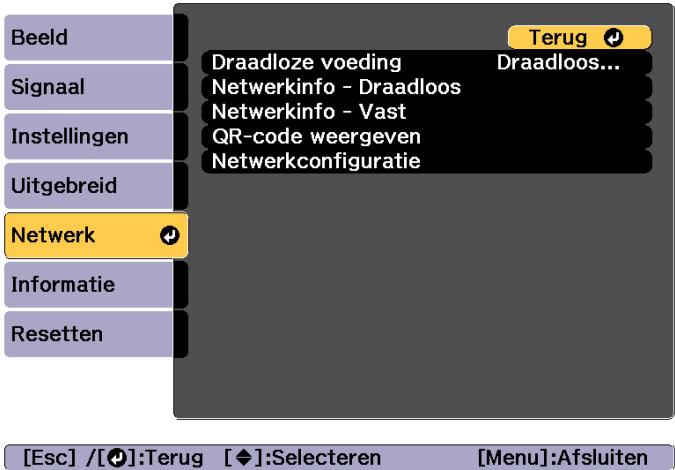 Beeld
Signaal
Instellingen
Uitgebreid
Netwerk
Informatie
Resetten
Terug
Draadloze voeding Draadloos...
Netwerkinfo - Draadloos
Netwerkinfo - Vast
QR-code weergeven
Netwerkconfiguratie
[Esc] /[ ]:Terug [ ]:Selecteren [Menu]:Afsluiten